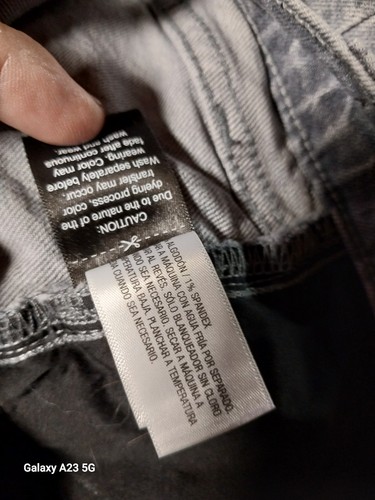 CAUTION:
Due to the nature of the
dyeing process, color
transfer may occur.
Wash separately before
wearing. Color may
fade after continuous
wash and wear.
ALGODÓN / 1% SPANDEX
A MÁQUINA CON AGUA FRÍA POR SEPARADO.
AL REVÉS. SOLO BLANQUEADOR SIN CLORO
SEA NECESARIO. SECAR A MÁQUINA A
TEMPERATURA BAJA. PLANCHAR A TEMPERATURA
CUANDO SEA NECESARIO.
Galaxy A23 5G